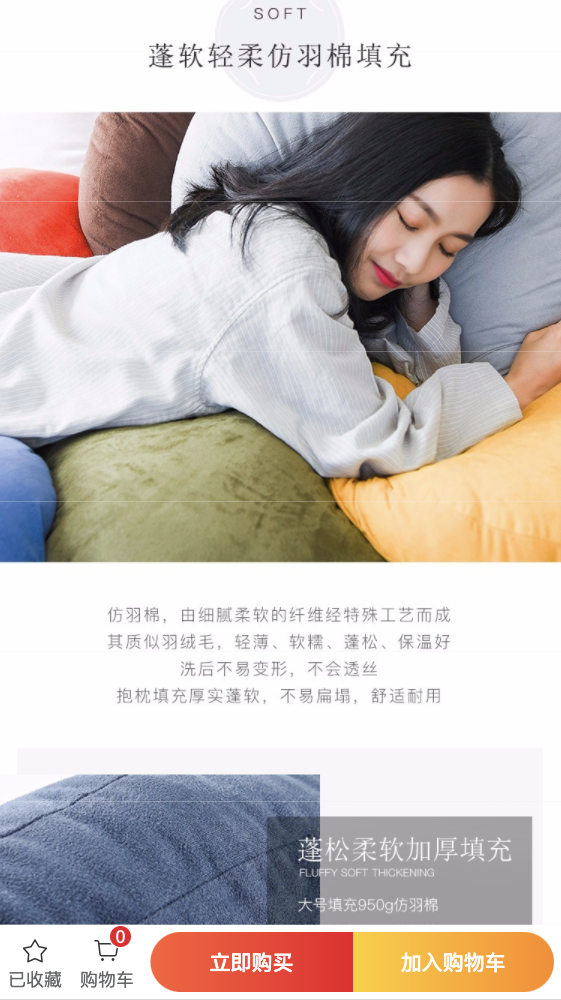 SOFT
蓬软轻柔仿羽棉填充
仿羽棉，由细腻柔软的纤维经特殊工艺而成
其质似羽绒毛，轻薄、软糯、蓬松、保温好
洗后不易变形，不会透丝
抱枕填充厚实蓬软，不易扁塌，舒适耐用
蓬松柔软加厚填充
FLUFFY SOFT THICKENING
大号填充950g仿羽棉
0
已收藏
购物车
立即购买
加入购物车